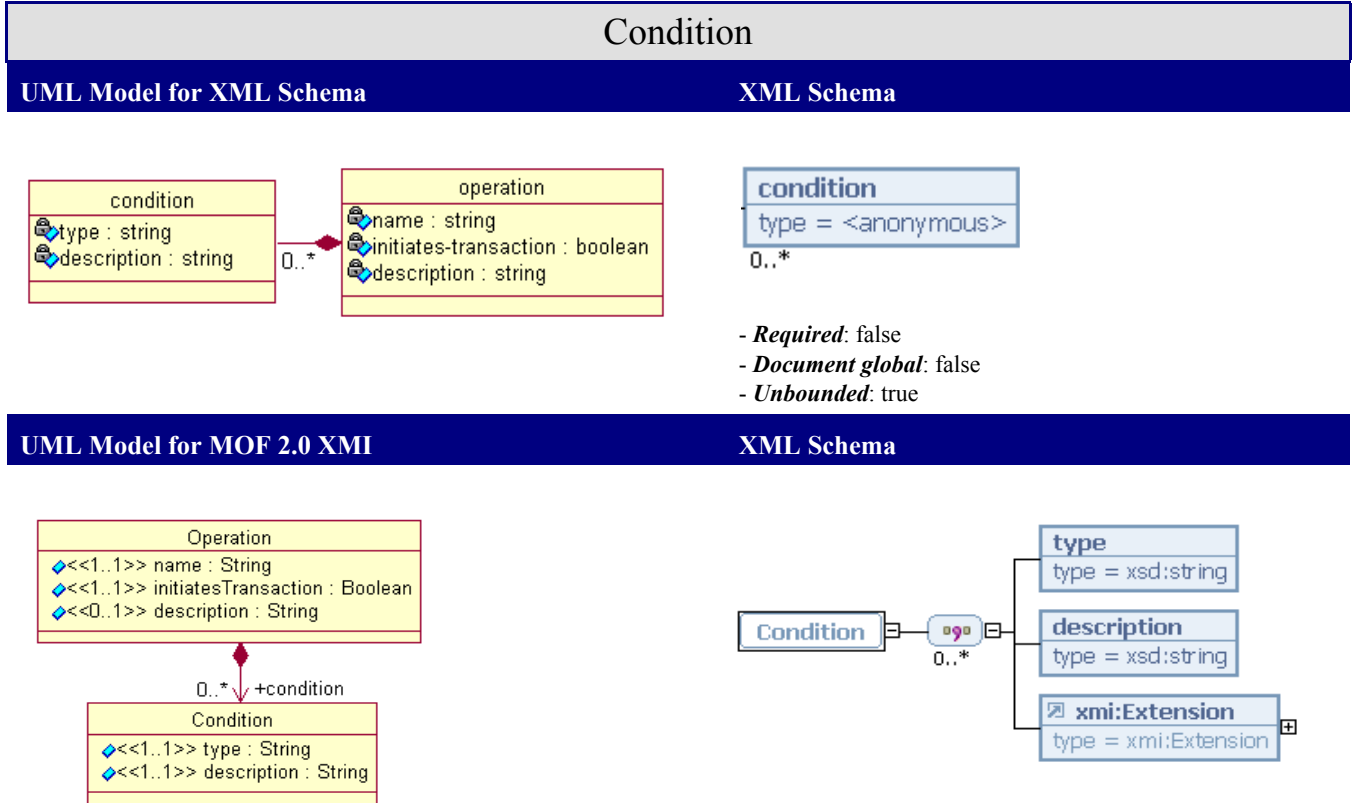 Condition
UML Model for XML Schema
XML Schema
condition
type : string
description : string
0..*
operation
name : string
initiates-transaction : boolean
description : string
condition
type = <anonymous>
0..*
- Required: false
- Document global: false
- Unbounded: true
UML Model for MOF 2.0 XMI
XML Schema
Operation
<<1..1>> name : String
<<1..1>> initiatesTransaction : Boolean
<<0..1>> description : String
0..* +condition
Condition
<<1..1>> type : String
<<1..1>> description : String
Condition
0..*
type
type = xsd:string
description
type = xsd:string
xmi:Extension
type = xmi:Extension